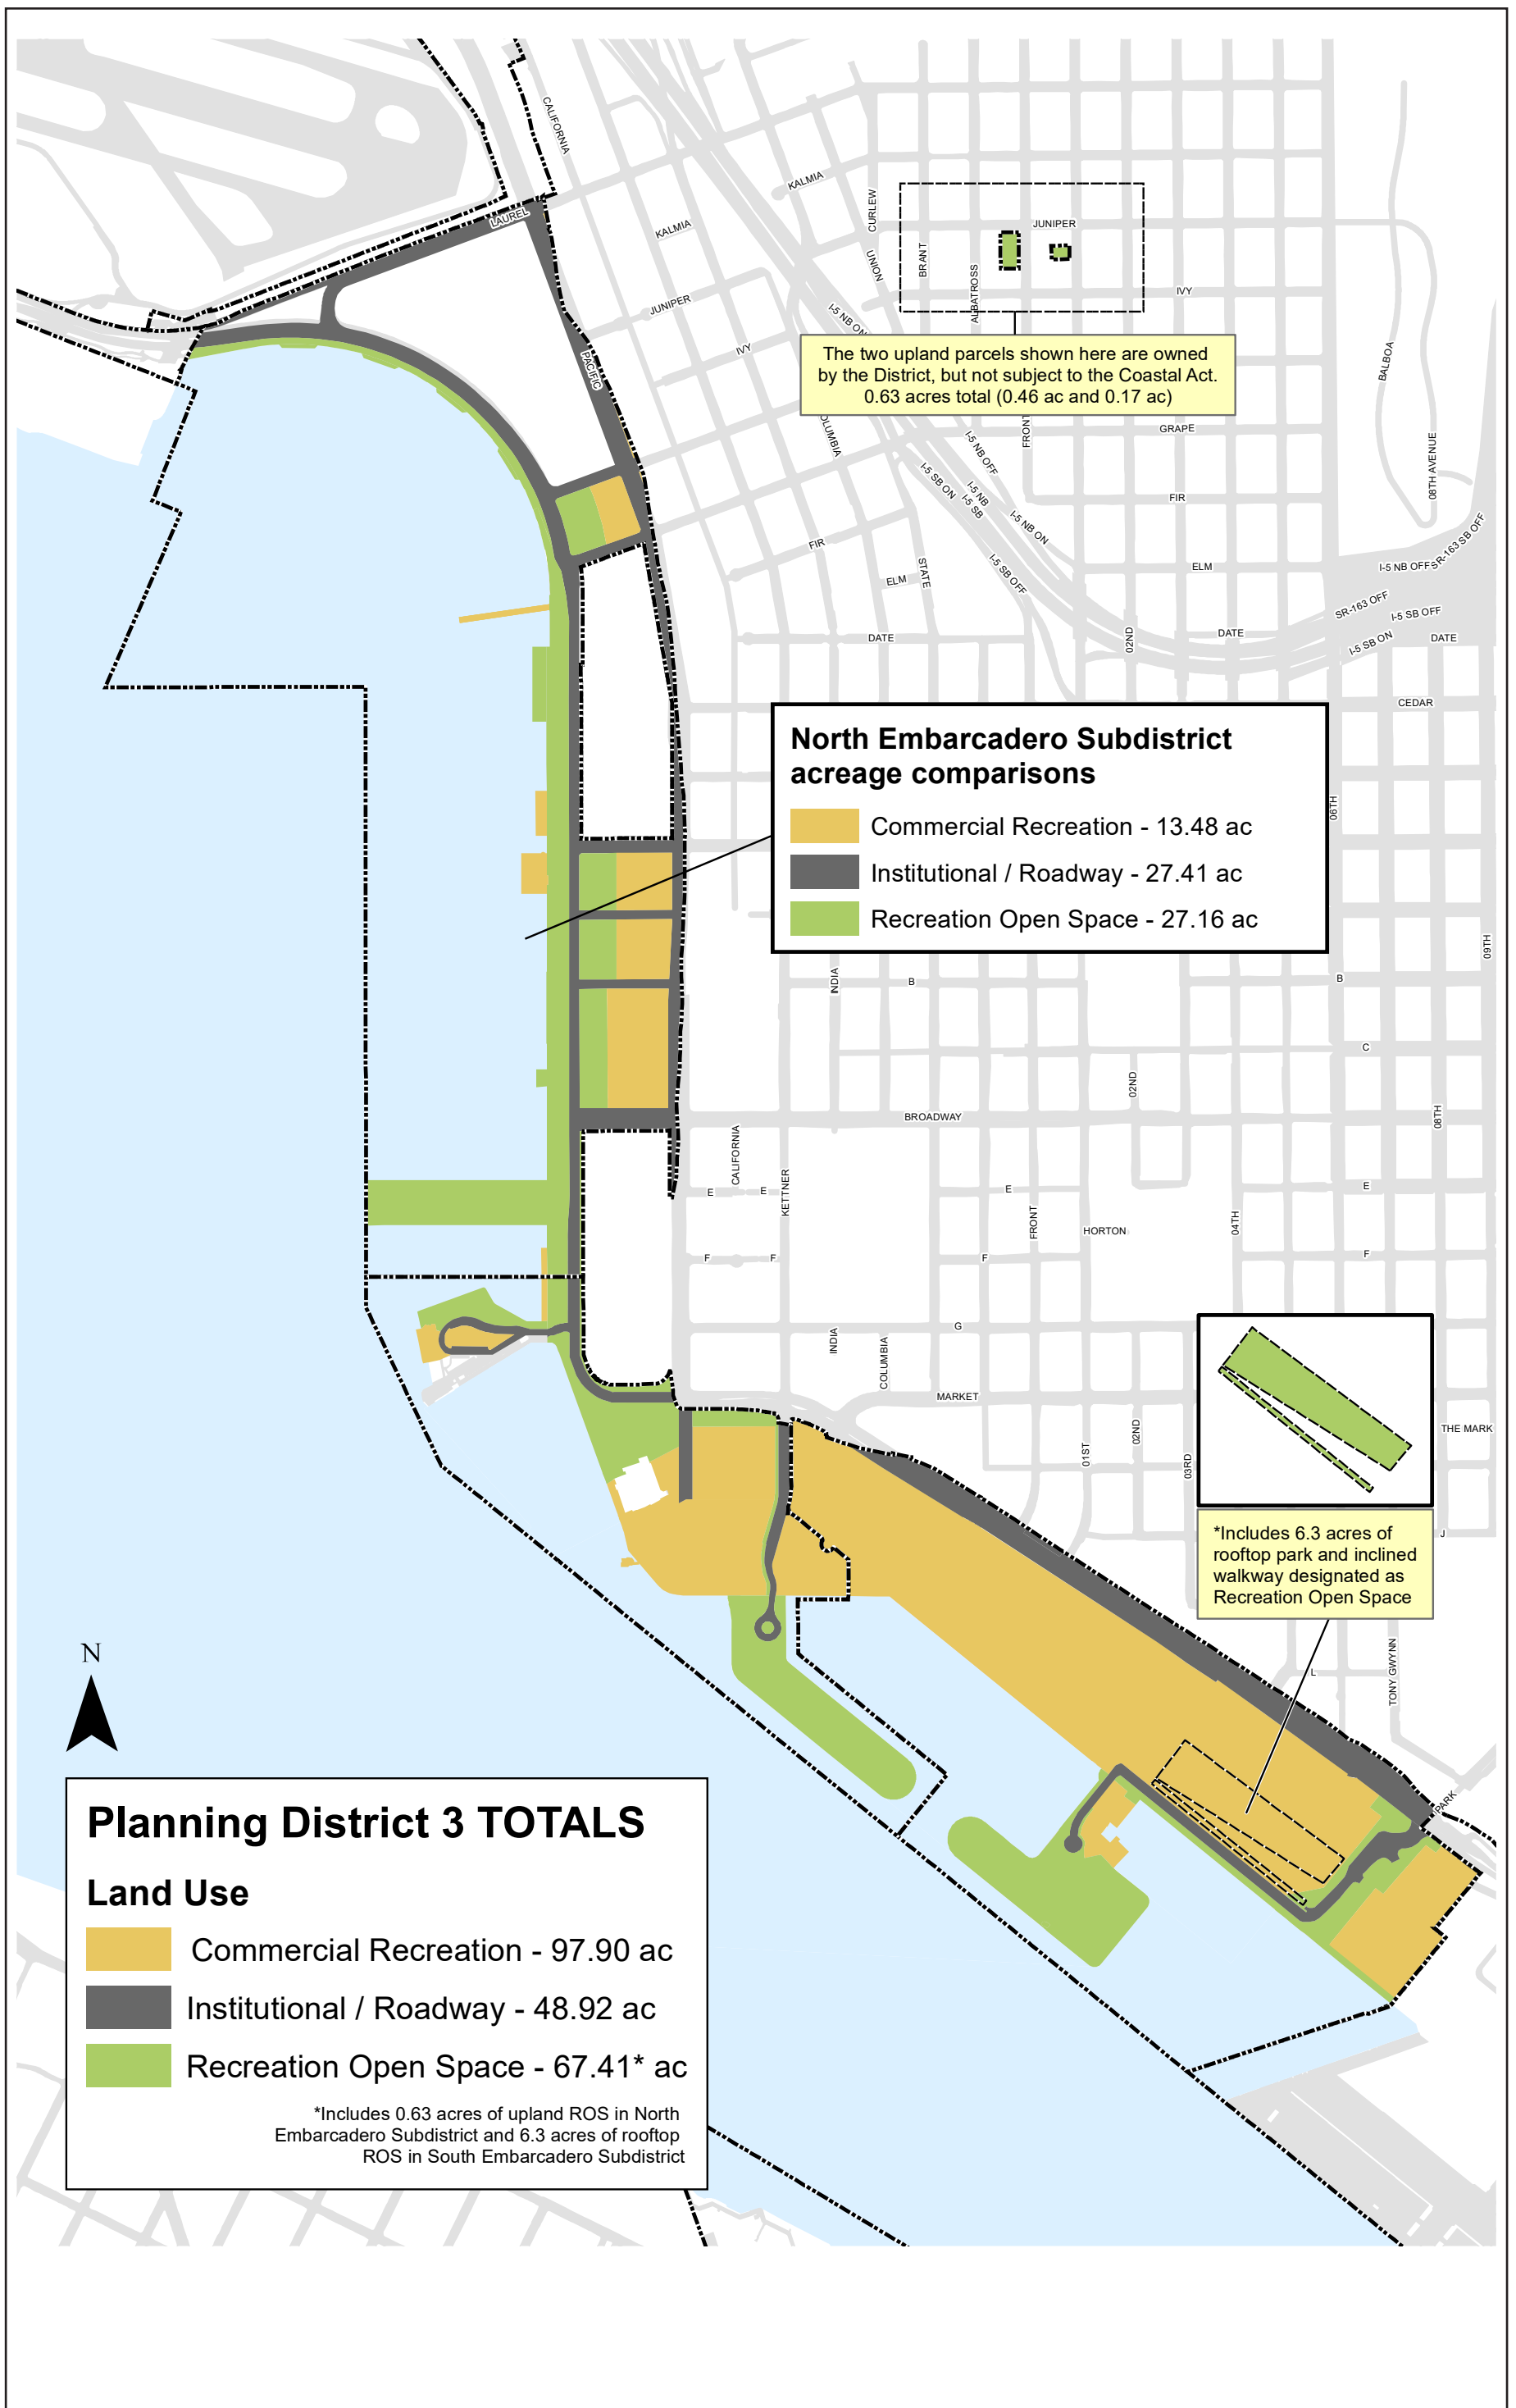 CALIFORNIA
KALMIA
LAUREL
KALMIA
CURLEW
JUNIPER
UNION
BRANT
ALBATROSS
IVY
JUNIPER
I-5 NB ON
IVY
PACIFIC
BALBOA
The two upland parcels shown here are owned
by the District, but not subject to the Coastal Act.
0.63 acres total (0.46 ac and 0.17 ac)
OLUMBIA
FRONT
GRAPE
I-5 NB OFF
08TH AVENUE
I-5 SB ON
I-5 NB
I-5 SB
FIR
I-5 NB ON
FIR
SR-163 SB OFF
STATE
ELM
I-5 SB OFF
ELM
I-5 NB OFF
SR-163 OFF
I-5 SB OFF
DATE
02ND
DATE
I-5 SB ON
DATE
CEDAR
North Embarcadero Subdistrict
acreage comparisons
Commercial Recreation - 13.48 ac
Institutional / Roadway - 27.41 ac
Recreation Open Space - 27.16 ac
06TH
09TH
INDIA
B
B
C
02ND
BROADWAY
08TH
CALIFORNIA
KETTNER
E
E
E
E
FRONT
HORTON
04TH
F
F
F
F
G
INDIA
COLUMBIA
MARKET
01ST
02ND
03RD
THE MARK
*Includes 6.3 acres of
rooftop park and inclined
walkway designated as
Recreation Open Space
J
N
L
TONY GWYNN
PARK
Planning District 3 TOTALS
Land Use
Commercial Recreation - 97.90 ac
Institutional / Roadway - 48.92 ac
Recreation Open Space - 67.41* ac
*Includes 0.63 acres of upland ROS in North
Embarcadero Subdistrict and 6.3 acres of rooftop
ROS in South Embarcadero Subdistrict